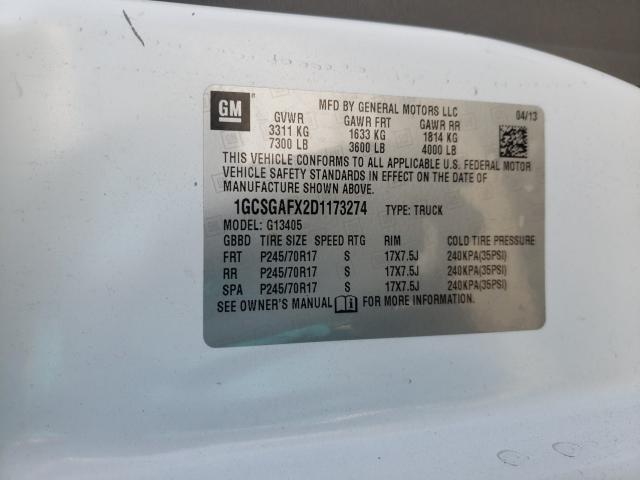 GM
MFD BY GENERAL MOTORS LLC
04/13
GVWR GAWR FRT GAWR RR
3311 KG 1633 KG 1814 KG
7300 LB 3600 LB 4000 LB
THIS VEHICLE CONFORMS TO ALL APPLICABLE U.S. FEDERAL MOTOR
VEHICLE SAFETY STANDARDS IN EFFECT ON THE DATE OF
MANUFACTURE SHOWN ABOVE.
1GCSGAFX2D1173274 TYPE: TRUCK
MODEL: G13405
GBBD TIRE SIZE SPEED RTG RIM COLD TIRE PRESSURE
FRT P245/70R17 S 17X7.5J 240KPA(35PSI)
RR P245/70R17 S 17X7.5J 240KPA(35PSI)
SPA P245/70R17 S 17X7.5J 240KPA(35PSI)
SEE OWNER'S MANUAL FOR MORE INFORMATION.